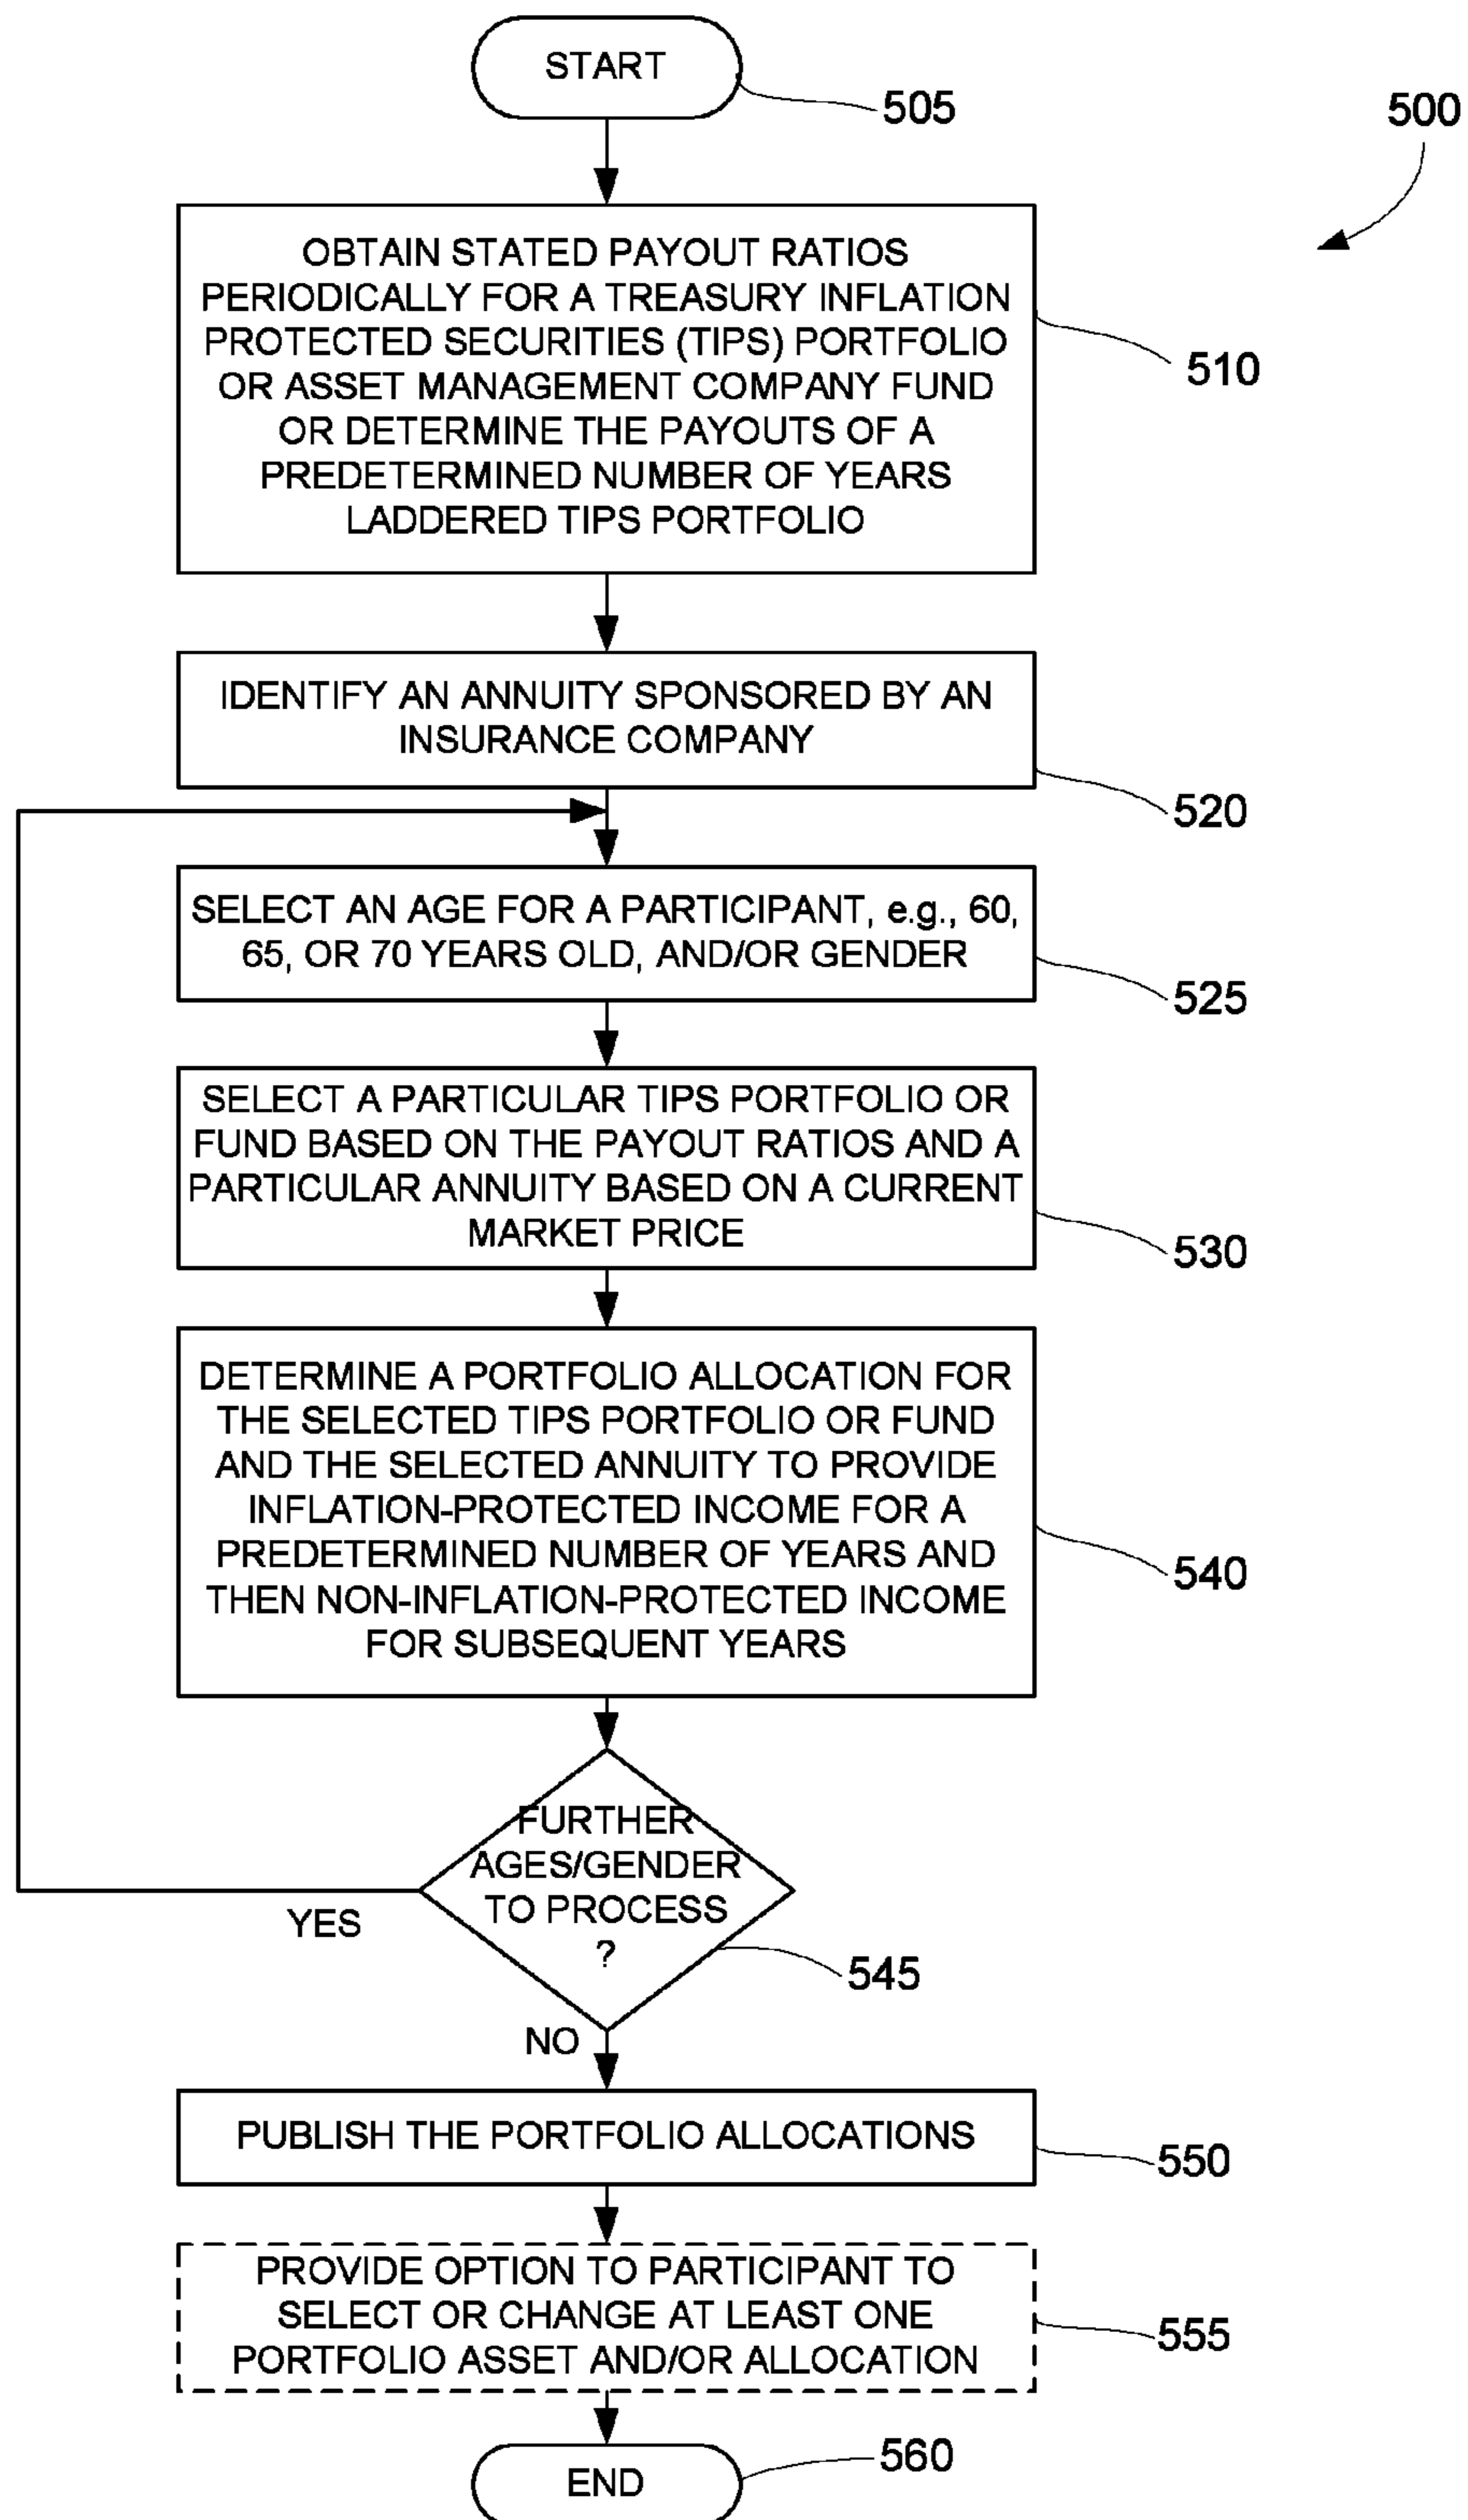 START
505
500
OBTAIN STATED PAYOUT RATIOS
PERIODICALLY FOR A TREASURY INFLATION
PROTECTED SECURITIES (TIPS) PORTFOLIO
OR ASSET MANAGEMENT COMPANY FUND
OR DETERMINE THE PAYOUTS OF A
PREDETERMINED NUMBER OF YEARS
LADDERED TIPS PORTFOLIO
510
IDENTIFY AN ANNUITY SPONSORED BY AN
INSURANCE COMPANY
520
SELECT AN AGE FOR A PARTICIPANT, e.g., 60,
65, OR 70 YEARS OLD, AND/OR GENDER
525
SELECT A PARTICULAR TIPS PORTFOLIO OR
FUND BASED ON THE PAYOUT RATIOS AND A
PARTICULAR ANNUITY BASED ON A CURRENT
MARKET PRICE
530
DETERMINE A PORTFOLIO ALLOCATION FOR
THE SELECTED TIPS PORTFOLIO OR FUND
AND THE SELECTED ANNUITY TO PROVIDE
INFLATION-PROTECTED INCOME FOR A
PREDETERMINED NUMBER OF YEARS AND
THEN NON-INFLATION-PROTECTED INCOME
FOR SUBSEQUENT YEARS
540
FURTHER
AGES/GENDER
TO PROCESS
?
YES
545
NO
PUBLISH THE PORTFOLIO ALLOCATIONS
550
PROVIDE OPTION TO PARTICIPANT TO
SELECT OR CHANGE AT LEAST ONE
PORTFOLIO ASSET AND/OR ALLOCATION
555
END
560